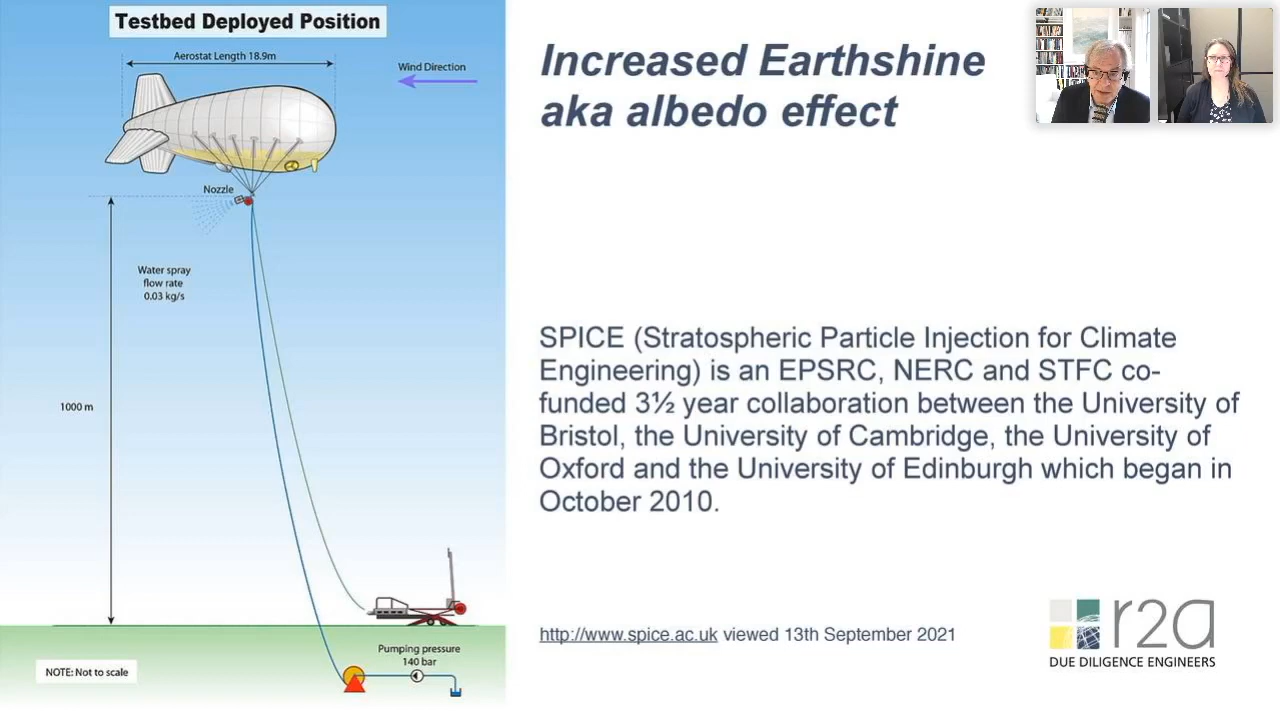 Testbed Deployed Position
Aerostat Length 18.9m
Wind Direction
Nozzle
Water spray
flow rate
0.03 kg/s
1000 m
Pumping pressure
140 bar
NOTE: Not to scale
Increased Earthshine
aka albedo effect
SPICE (Stratospheric Particle Injection for Climate
Engineering) is an EPSRC, NERC and STFC co-
funded 3½ year collaboration between the University of
Bristol, the University of Cambridge, the University of
Oxford and the University of Edinburgh which began in
October 2010.
http://www.spice.ac.uk viewed 13th September 2021
r2a
DUE DILIGENCE ENGINEERS